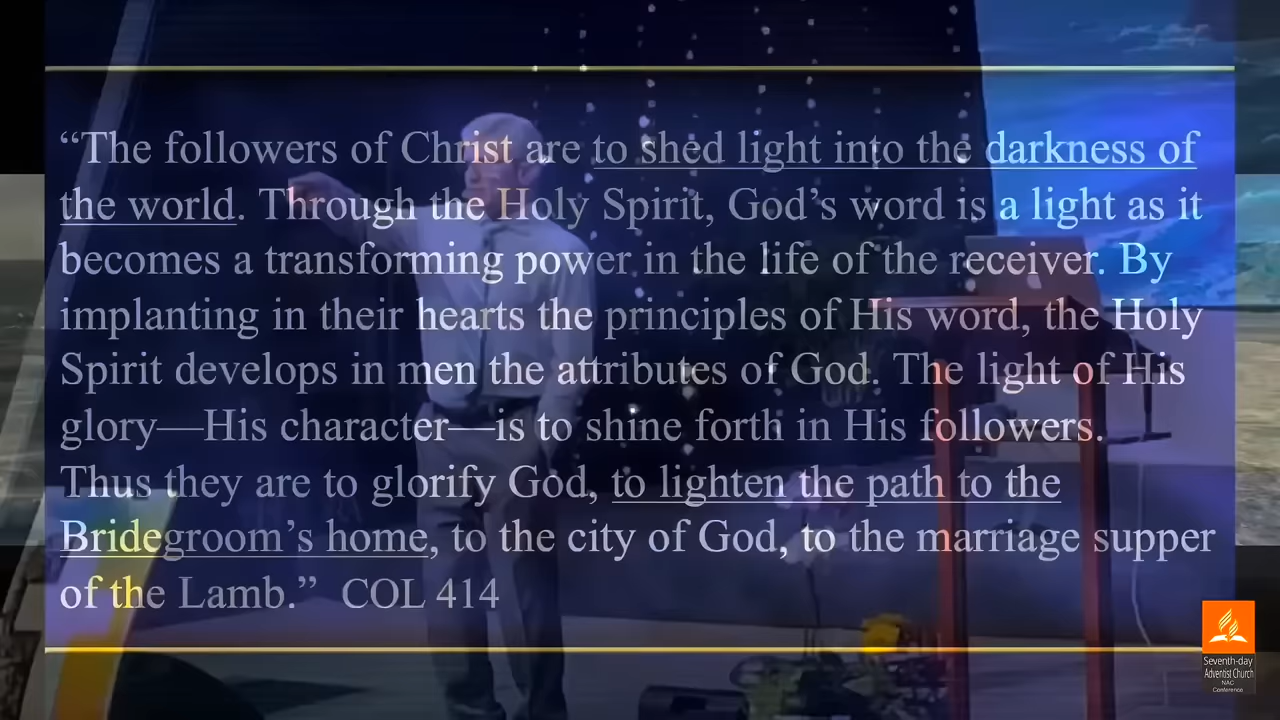 “The followers of Christ are to shed light into the darkness of
the world. Through the Holy Spirit, God’s word is a light as it
becomes a transforming power in the life of the receiver. By
implanting in their hearts the principles of His word, the Holy
Spirit develops in men the attributes of God. The light of His
glory—His character—is to shine forth in His followers.
Thus they are to glorify God, to lighten the path to the
Bridegroom’s home, to the city of God, to the marriage supper
of the Lamb.” COL 414
Seventh-day
Adventist Church
NAC
Conference